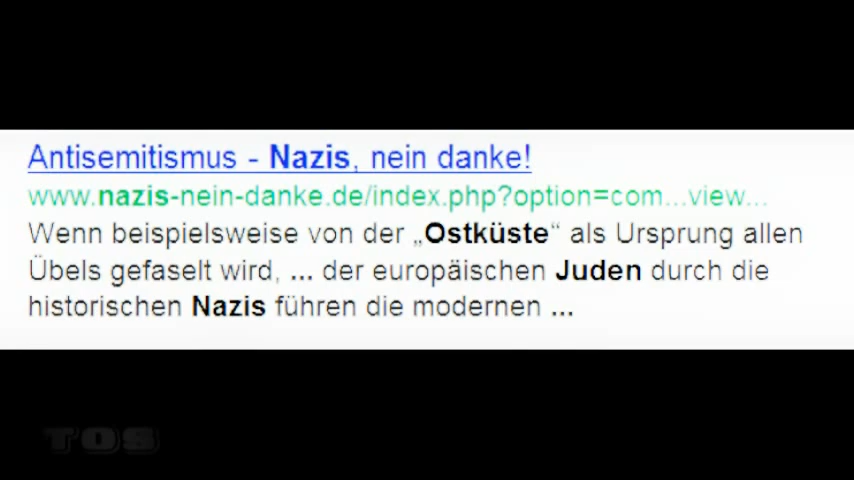 Antisemitismus - Nazis, nein danke!
www.nazis-nein-danke.de/index.php?option=com...view...
Wenn beispielsweise von der „Ostküste“ als Ursprung allen
Übels gefaselt wird, ... der europäischen Juden durch die
historischen Nazis führen die modernen ...
TOS